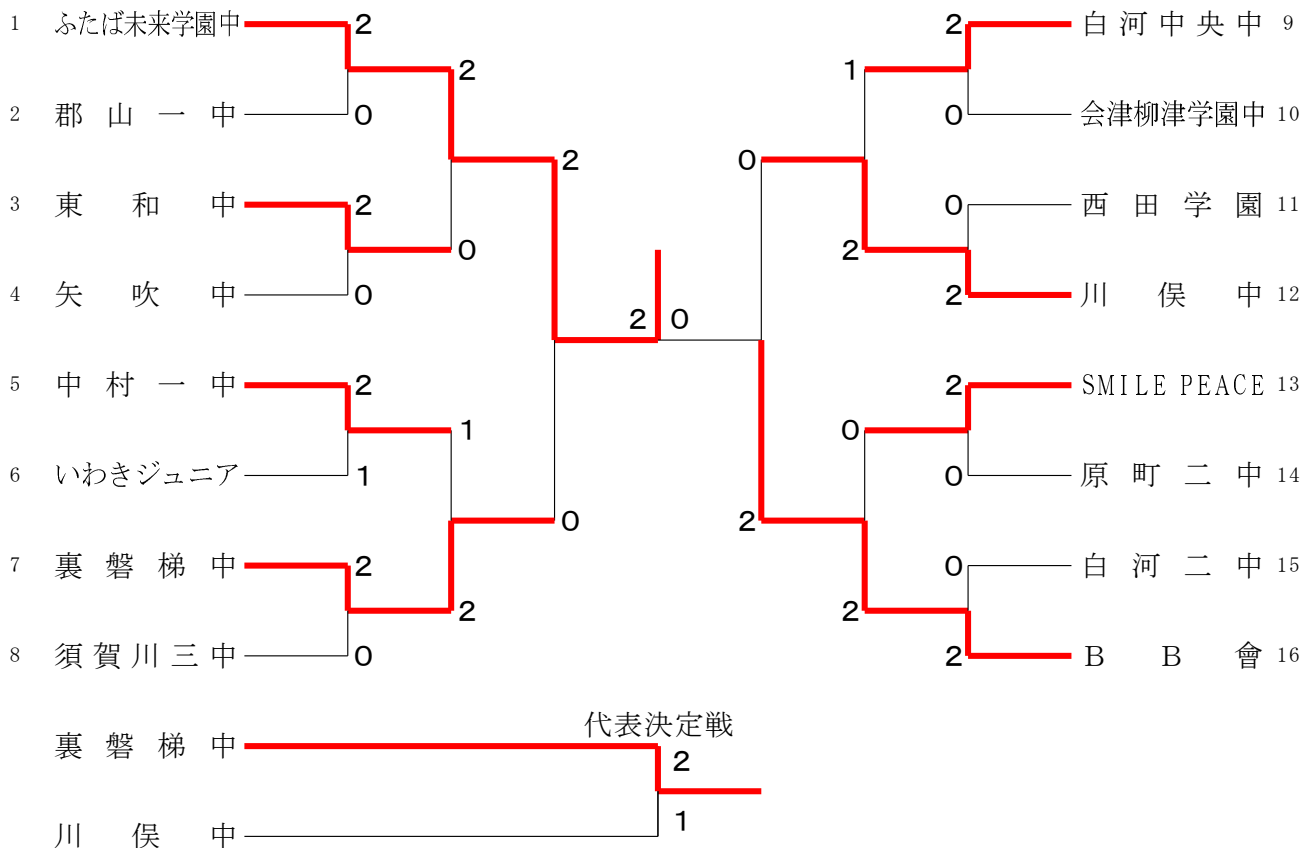 1 ふたば未来学園中 2 2 白河中央中 9
2 1
2 郡山一中 0 0 会津柳津学園中 10
2 0
3 東和中 2 0 西田学園 11
0 2
4 矢吹中 0 2 川俣中 12
2 0
5 中村一中 2 2 SMILE PEACE 13
1 0
6 いわきジュニア 1 0 原町二中 14
0 2
7 裏磐梯中 2 0 白河二中 15
2 2
8 須賀川三中 0 2 BB會 16
代表決定戦
裏磐梯中 2
川俣中 1